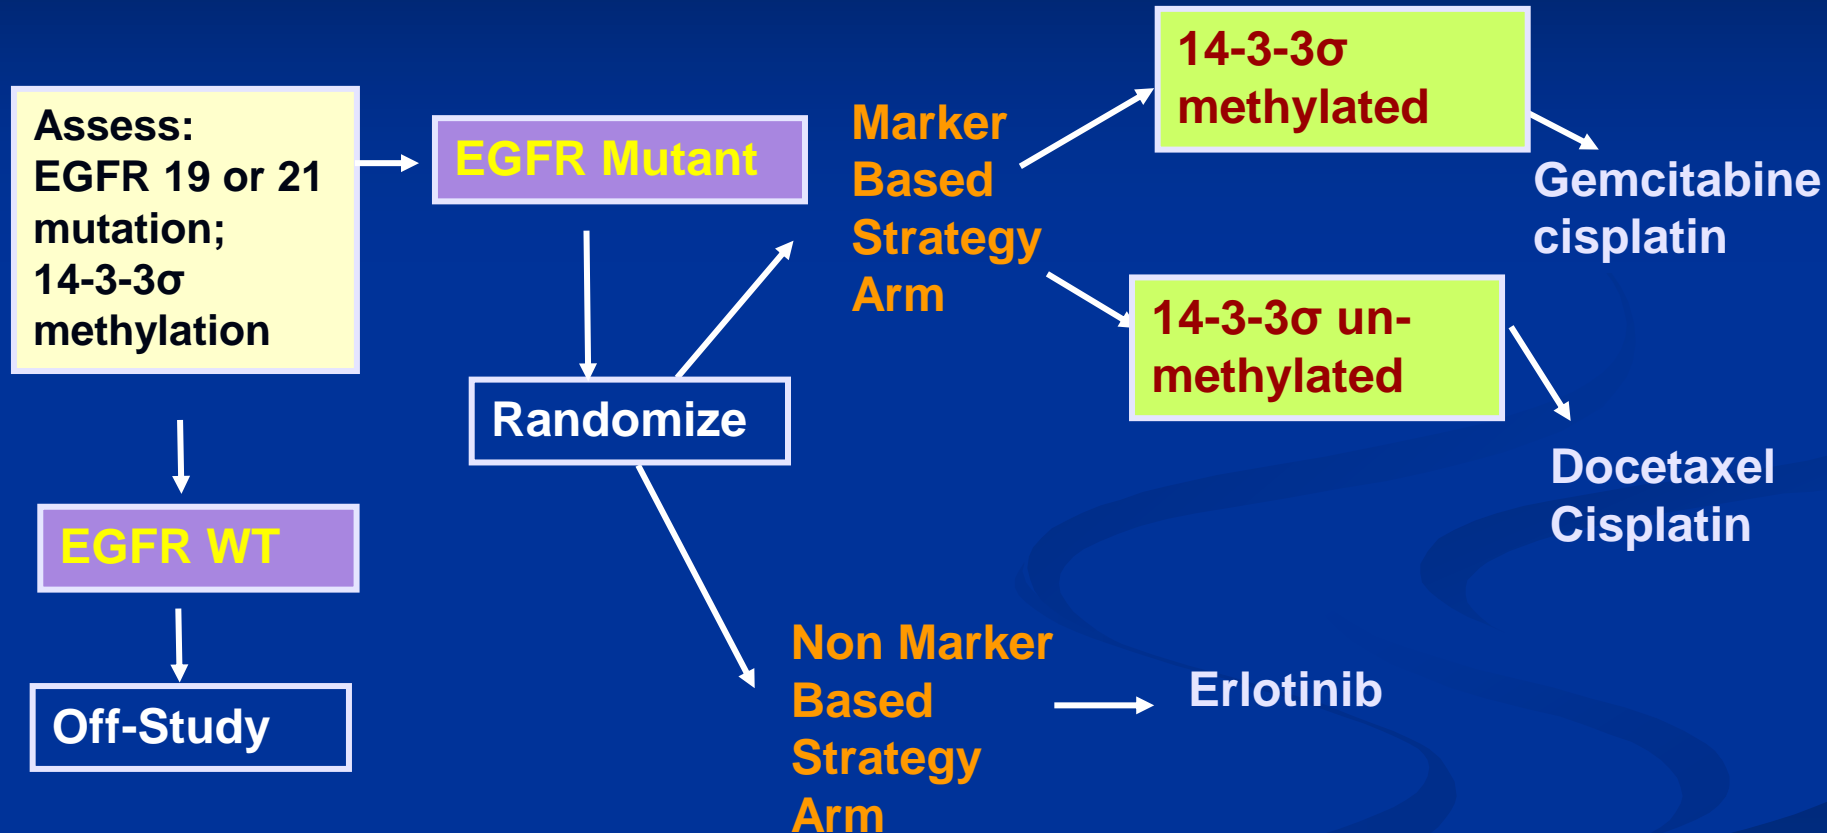 Assess:
EGFR 19 or 21
mutation;
14-3-3σ
methylation
EGFR Mutant
Marker
Based
Strategy
Arm
14-3-3σ
methylated
Gemcitabine
cisplatin
14-3-3σ un-
methylated
Docetaxel
Cisplatin
Randomize
EGFR WT
Off-Study
Non Marker
Based
Strategy
Arm
Erlotinib